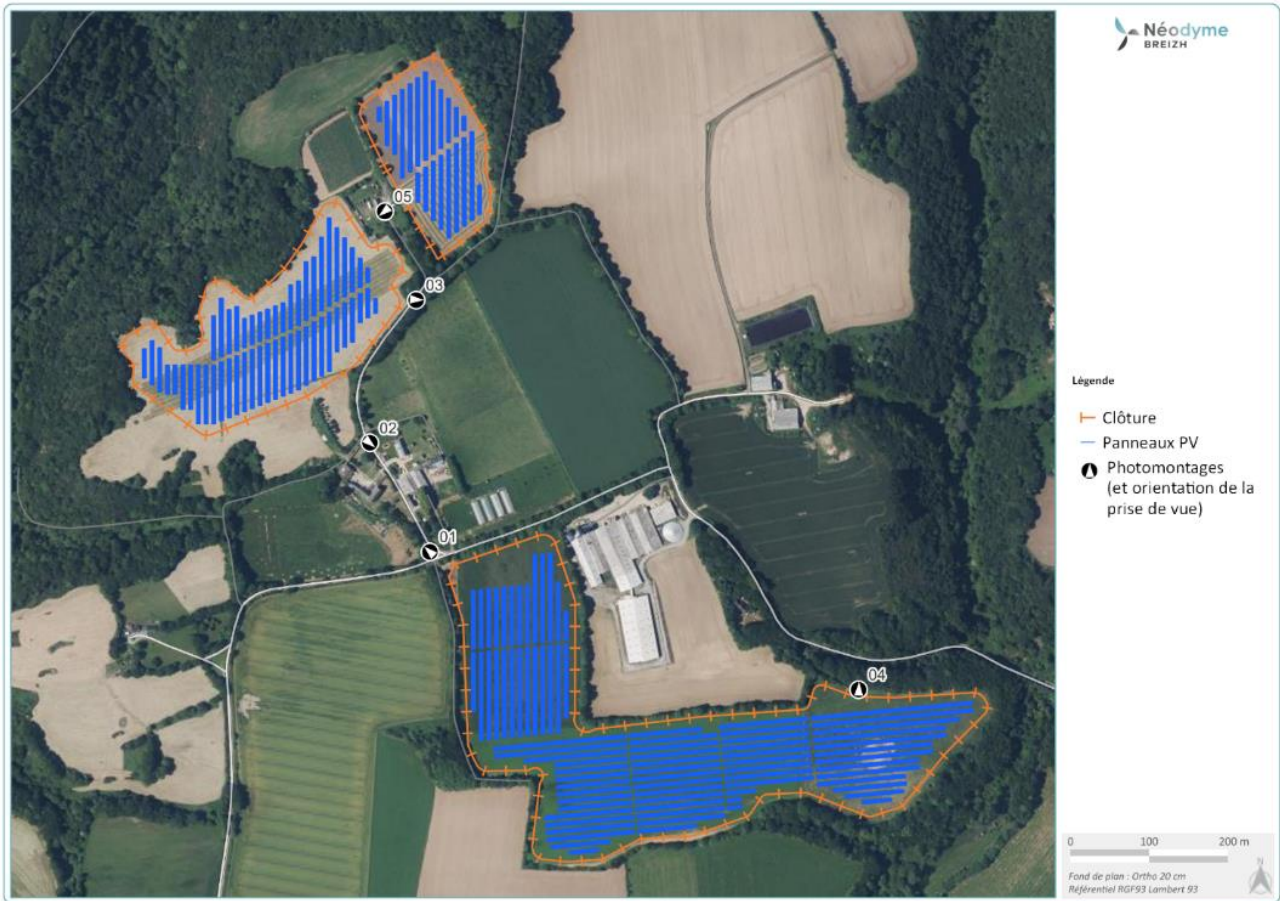 Néodyme
BREIZH
05
03
02
01
04
Légende
Clôture
Panneaux PV
Photomontages
(et orientation de la
prise de vue)
0 100 200 m
Fond de plan : Ortho 20 cm
Référentiel RGF93 Lambert 93
N